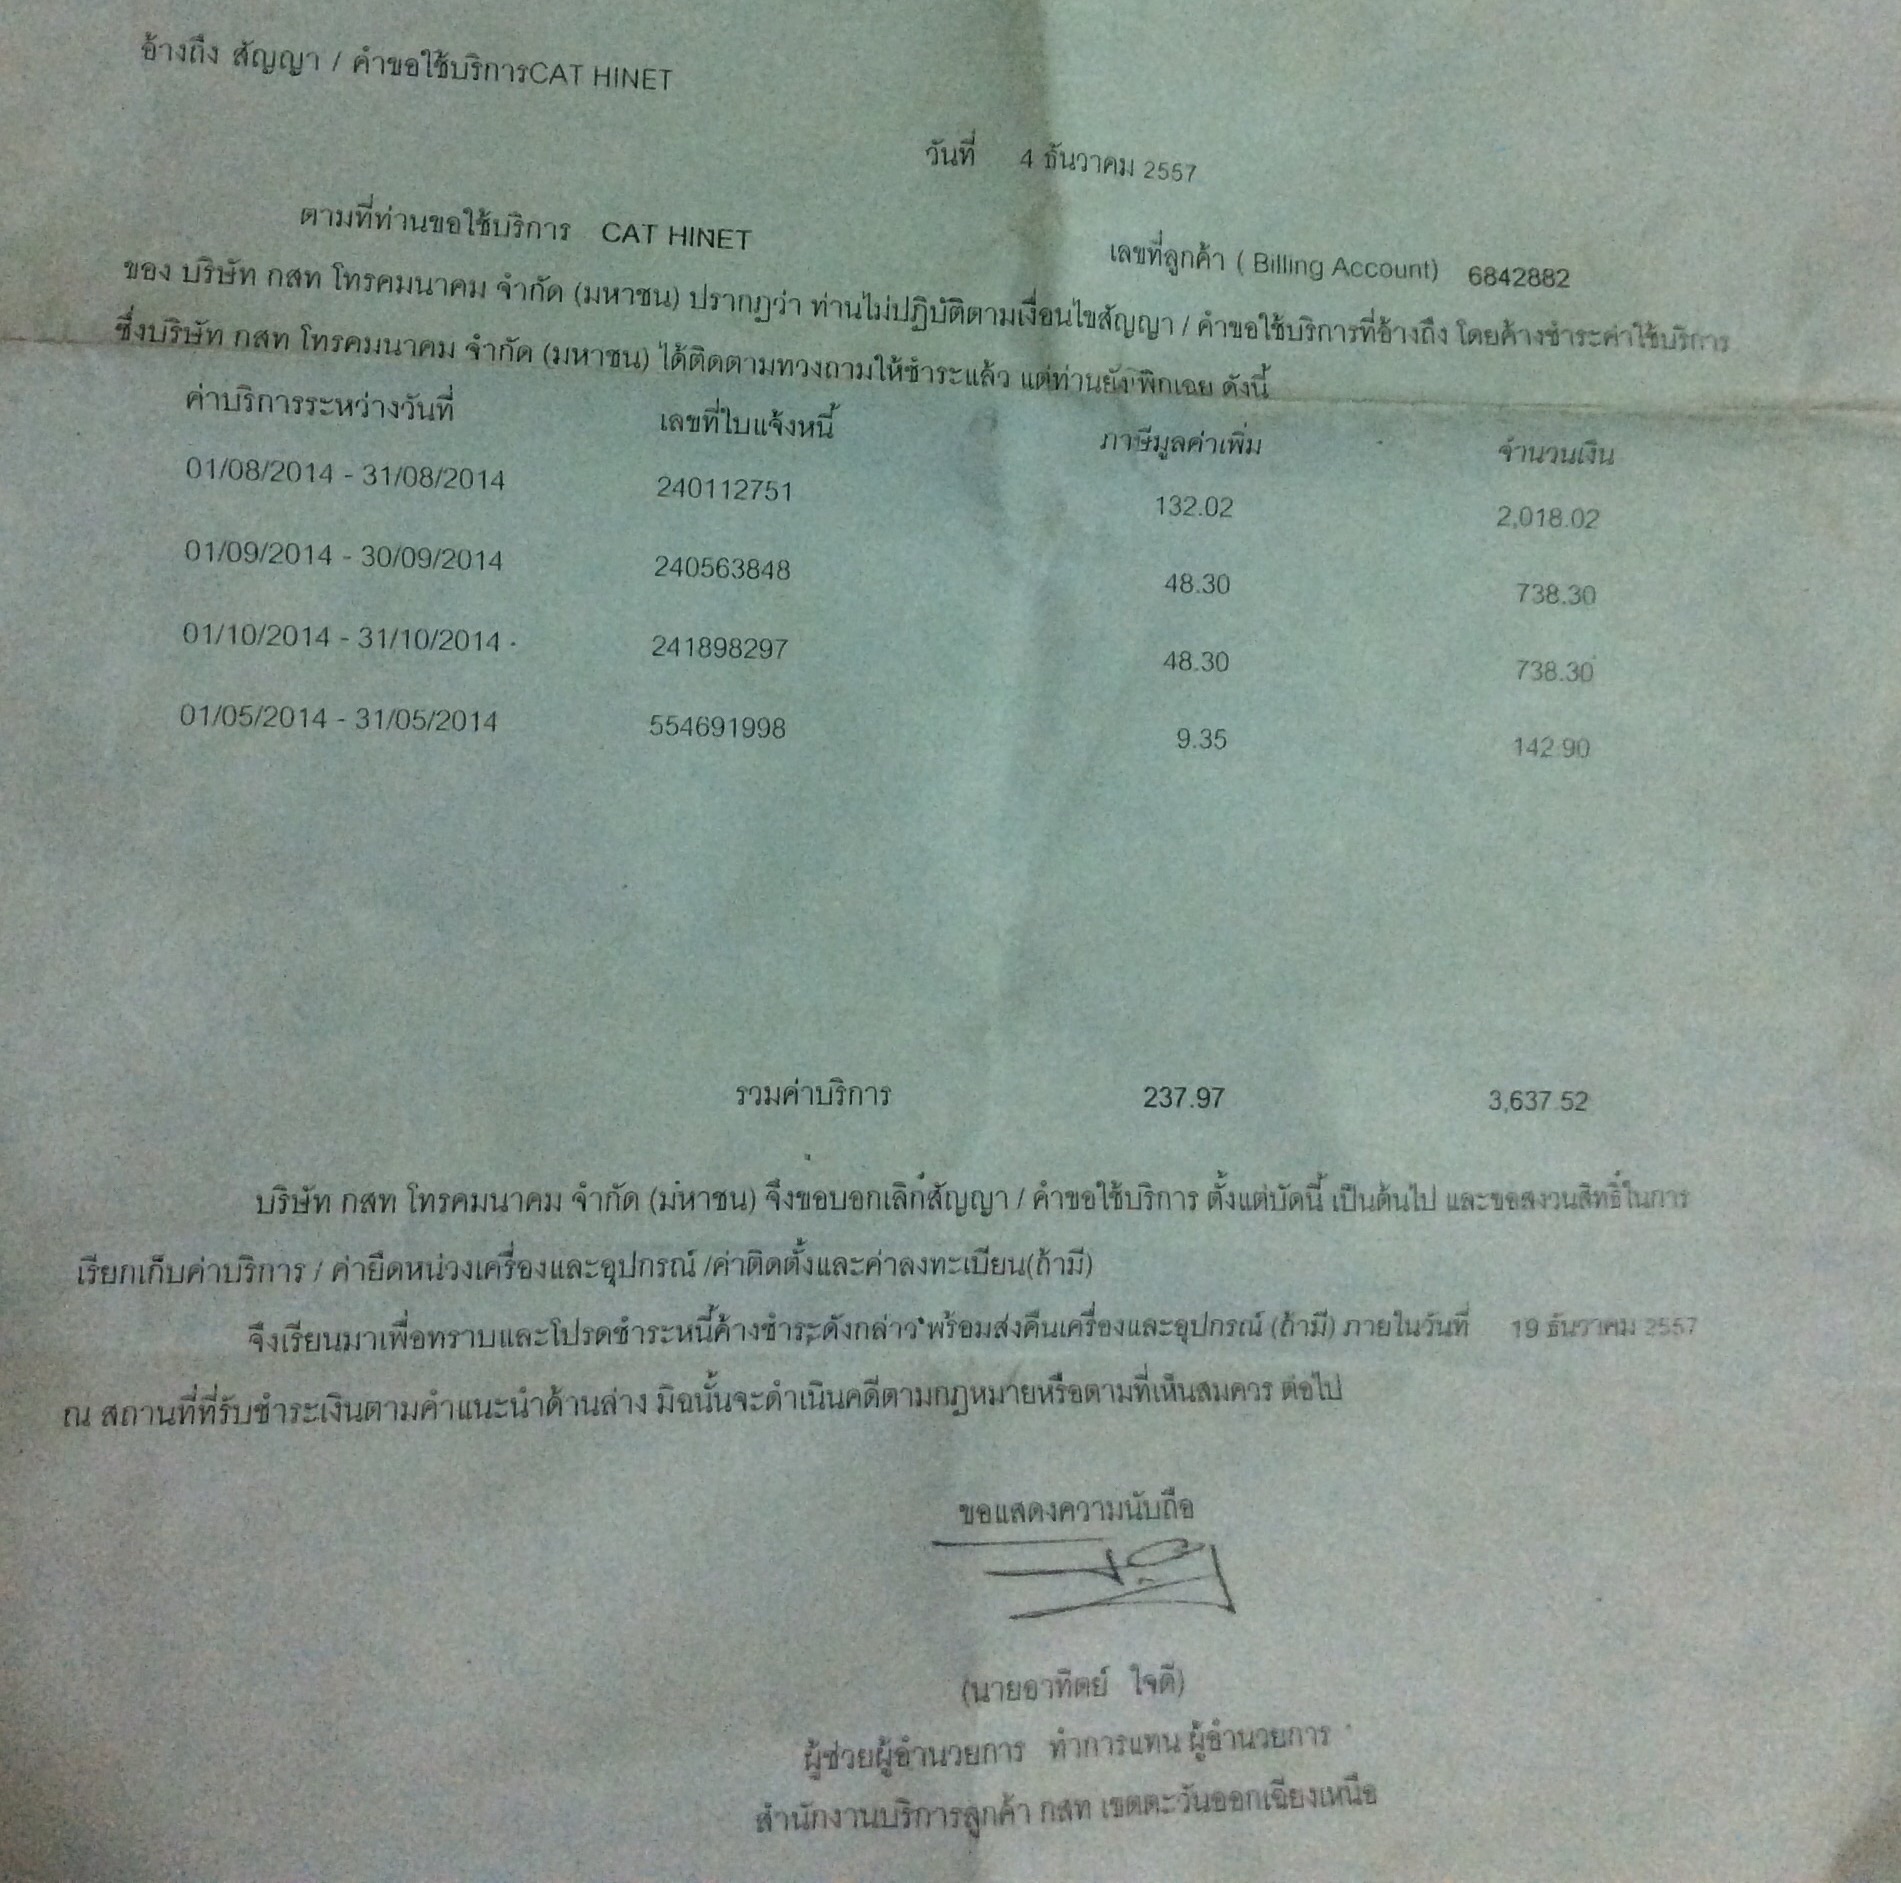 อ้างถึง สัญญา / คำขอใช้บริการCAT HINET
วันที่ 4 ธันวาคม 2557
ตามที่ท่านขอใช้บริการ CAT HINET เลขที่ลูกค้า ( Billing Account) 6842882
ของ บริษัท กสท โทรคมนาคม จำกัด (มหาชน) ปรากฏว่า ท่านไม่ปฏิบัติตามเงื่อนไขสัญญา / คำขอใช้บริการที่อ้างถึง โดยค้างชำระค่าใช้บริการ
ซึ่งบริษัท กสท โทรคมนาคม จำกัด (มหาชน) ได้ติดตามทวงถามให้ชำระแล้ว แต่ท่านยังพิกเฉย ดังนี้
ค่าบริการระหว่างวันที่ เลขที่ใบแจ้งหนี้ ภาษีมูลค่าเพิ่ม จำนวนเงิน
01/08/2014 - 31/08/2014 240112751 132.02 2,018.02
01/09/2014 - 30/09/2014 240563848 48.30 738.30
01/10/2014 - 31/10/2014 241898297 48.30 738.30
01/05/2014 - 31/05/2014 554691998 9.35 142.90
รวมค่าบริการ 237.97 3,637.52
บริษัท กสท โทรคมนาคม จำกัด (มหาชน) จึงขอบอกเลิกสัญญา / คำขอใช้บริการ ตั้งแต่บัดนี้ เป็นต้นไป และขอสงวนสิทธิ์ในการ
เรียกเก็บค่าบริการ / ค่ายึดหน่วงเครื่องและอุปกรณ์ /ค่าติดตั้งและค่าลงทะเบียน(ถ้ามี)
จึงเรียนมาเพื่อทราบและโปรดชำระหนี้ค้างชำระดังกล่าว พร้อมส่งคืนเครื่องและอุปกรณ์ (ถ้ามี) ภายในวันที่ 19 ธันวาคม 2557
ณ สถานที่ที่รับชำระเงินตามคำแนะนำด้านล่าง มิฉนั้นจะดำเนินคดีตามกฎหมายหรือตามที่เห็นสมควร ต่อไป
ขอแสดงความนับถือ
(นายอาทิตย์ ใจดี)
ผู้ช่วยผู้อำนวยการ ทำการแทน ผู้อำนวยการ
สำนักงานบริการลูกค้า กสท เขตตะวันออกเฉียงเหนือ